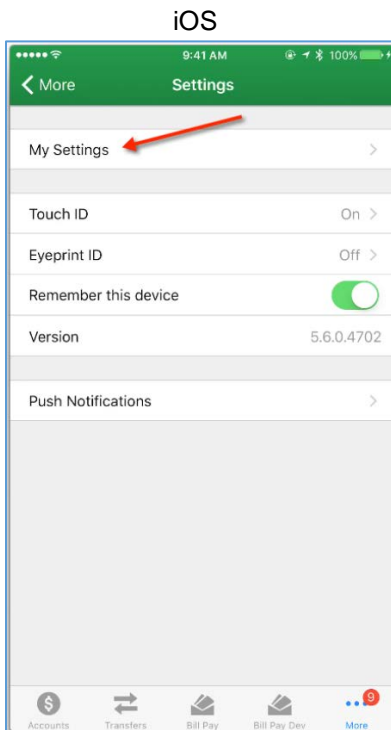 iOS
9:41 AM 100%
More Settings
My Settings
Touch ID On
Eyeprint ID Off
Remember this device
Version 5.6.0.4702
Push Notifications
$ 9
Accounts Transfers Bill Pay Bill Pay Dev More